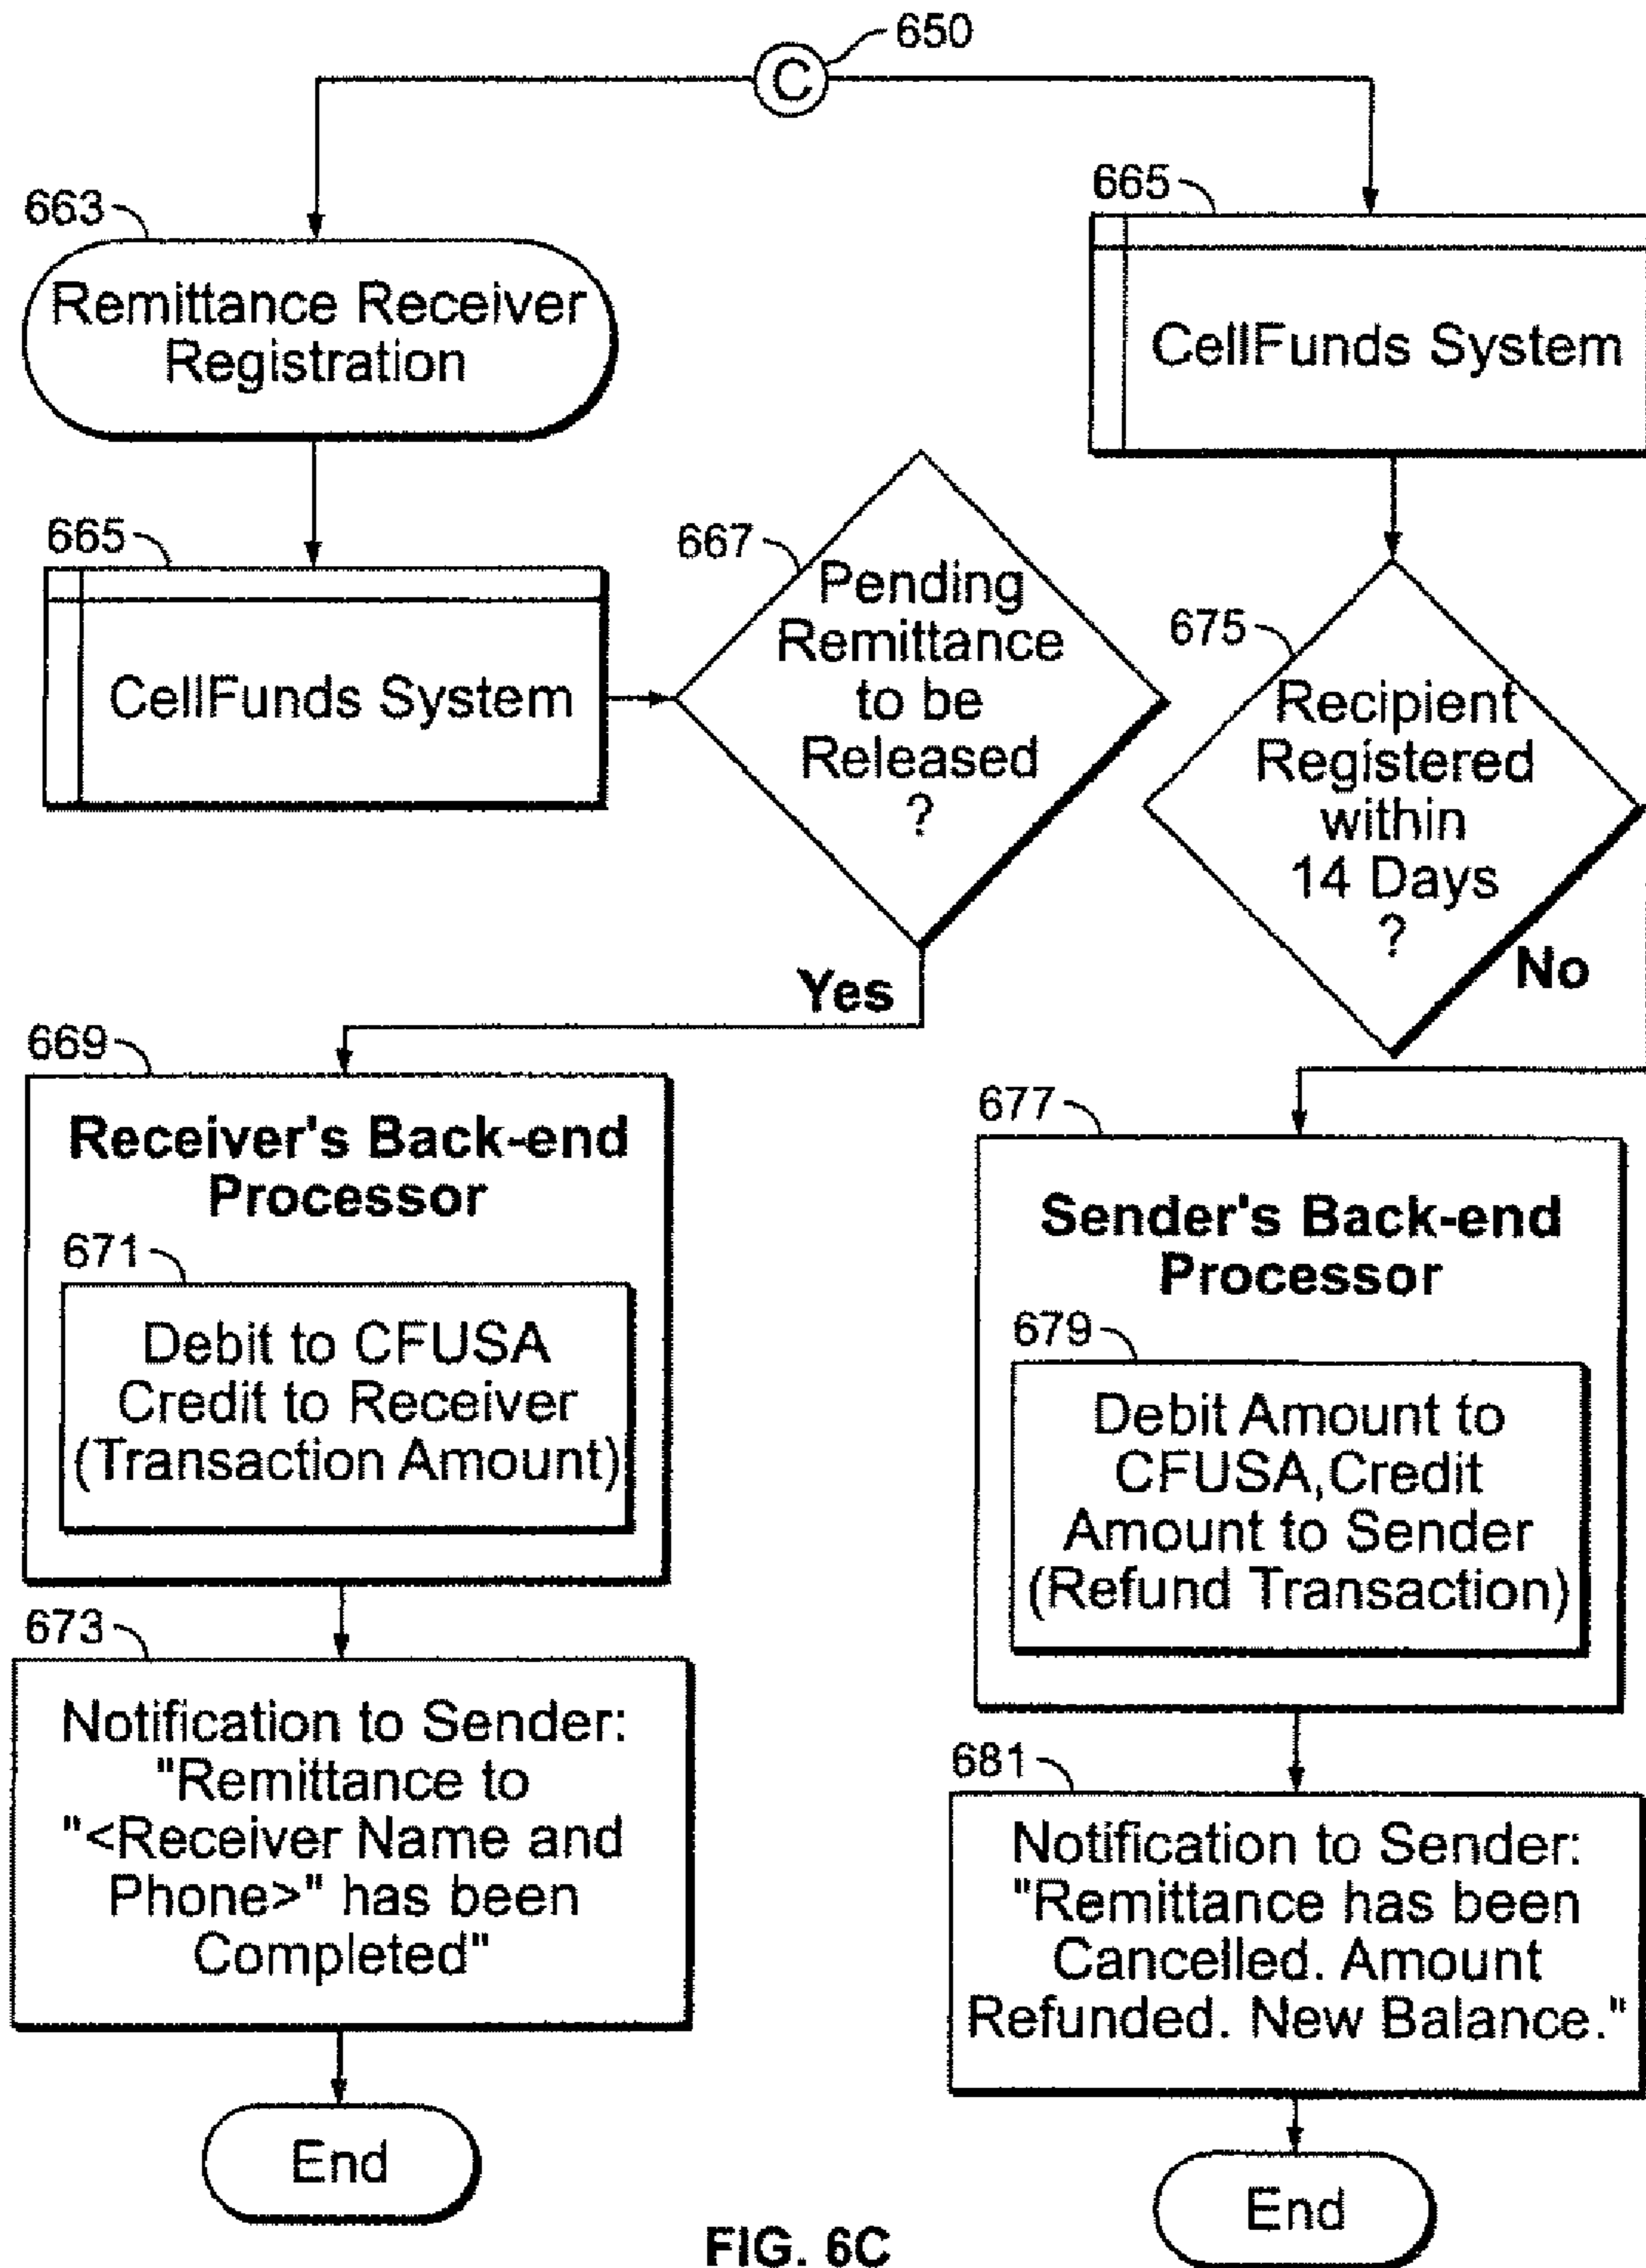 650
C
663
Remittance Receiver
Registration
665
CellFunds System
665
CellFunds System
667
Pending
Remittance
to be
Released
?
Yes
675
Recipient
Registered
within
14 Days
?
No
669
Receiver's Back-end
Processor
671
Debit to CFUSA
Credit to Receiver
(Transaction Amount)
673
Notification to Sender:
"Remittance to
"<Receiver Name and
Phone>" has been
Completed"
End
677
Sender's Back-end
Processor
679
Debit Amount to
CFUSA,Credit
Amount to Sender
(Refund Transaction)
681
Notification to Sender:
"Remittance has been
Cancelled. Amount
Refunded. New Balance."
End
FIG. 6C